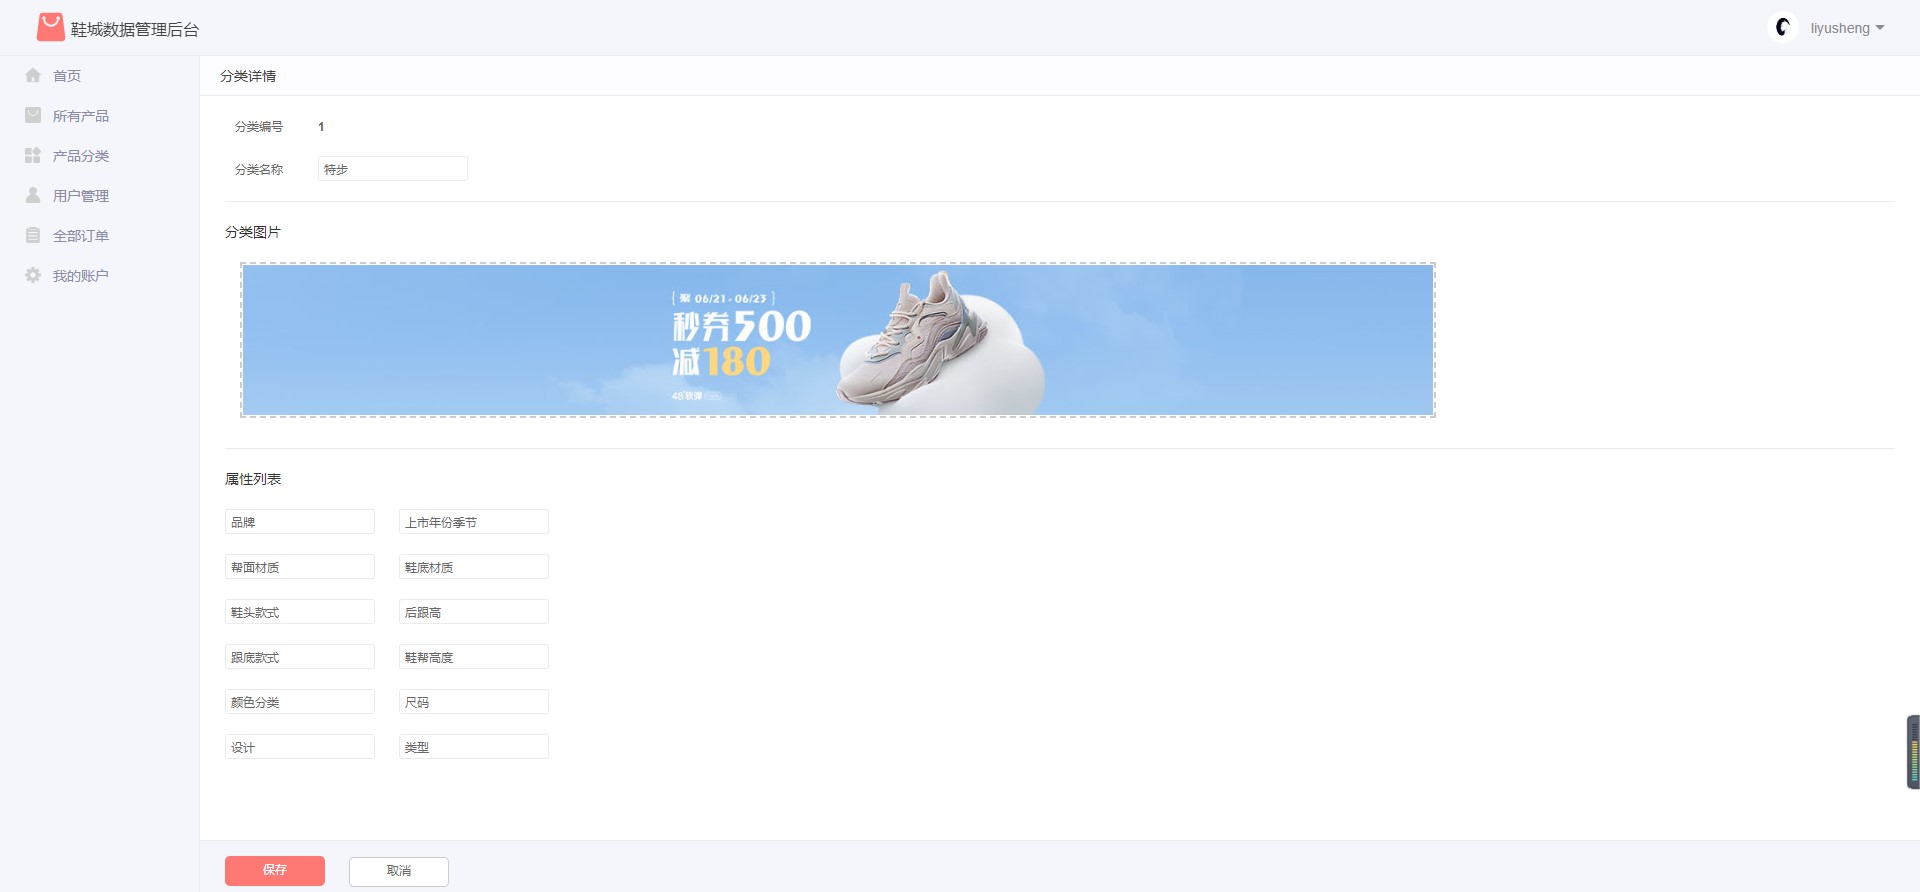 鞋城数据管理后台
liyusheng
首页
所有产品
产品分类
用户管理
全部订单
我的账户
分类详情
分类编号 1
分类名称 特步
分类图片
聚 06/21 - 06/23
秒券500
减180
48°软弹
属性列表
品牌 上市年份季节
帮面材质 鞋底材质
鞋头款式 后跟高
跟底款式 鞋帮高度
颜色分类 尺码
设计 类型
保存 取消